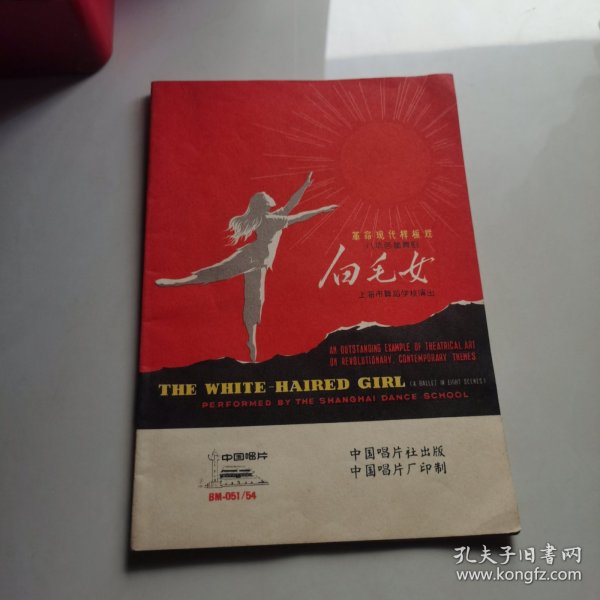 革命现代样板戏
八场芭蕾舞剧
白毛女
上海市舞蹈学校演出
AN OUTSTANDING EXAMPLE OF THEATRICAL ART
ON REVOLUTIONARY, CONTEMPORARY THEMES
THE WHITE-HAIRED GIRL (A BALLET IN EIGHT SCENES)
PERFORMED BY THE SHANGHAI DANCE SCHOOL
中国唱片
BM-051/54
中国唱片社出版
中国唱片厂印制
孔夫子旧书网
www.kongfz.com